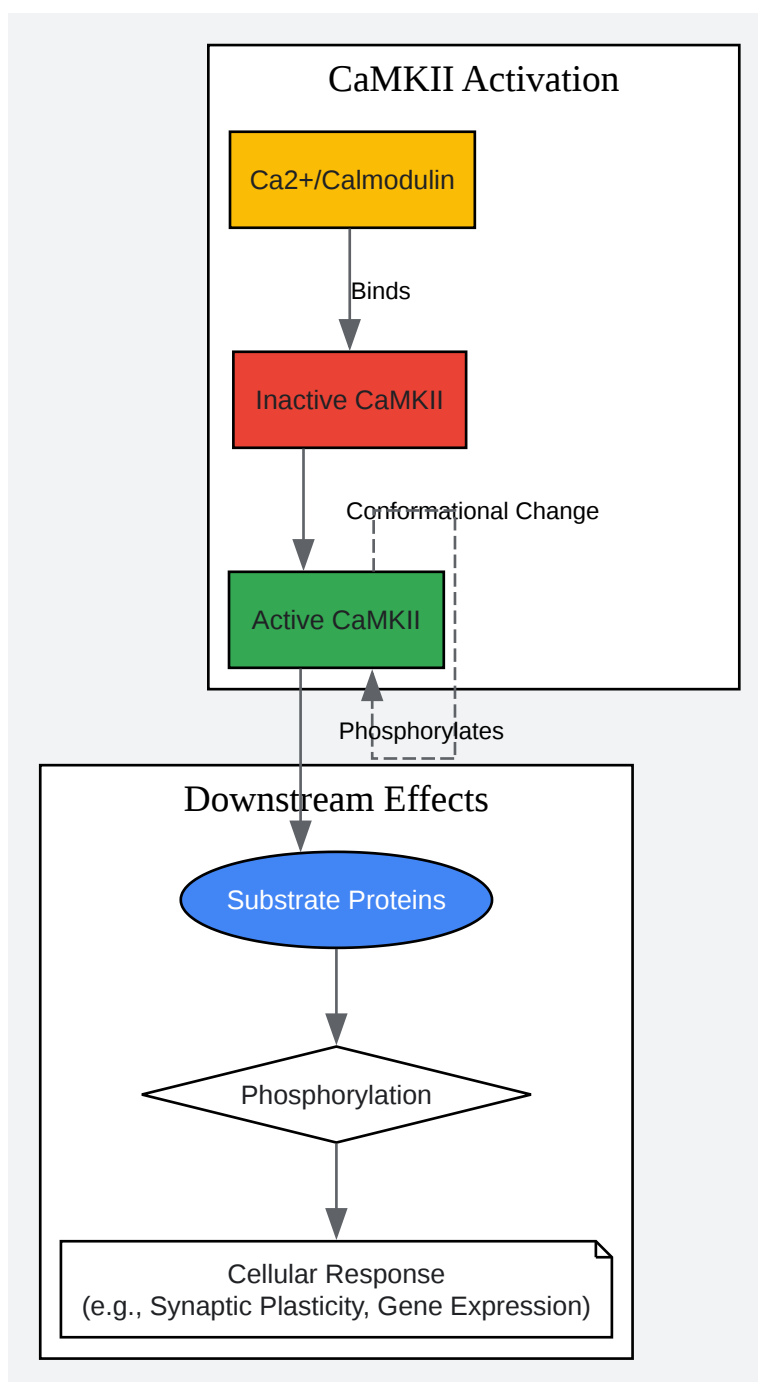 CaMKII Activation
Ca2+/Calmodulin
Binds
Inactive CaMKII
Conformational Change
Active CaMKII
Phosphorylates
Downstream Effects
Substrate Proteins
Phosphorylation
Cellular Response
(e.g., Synaptic Plasticity, Gene Expression)